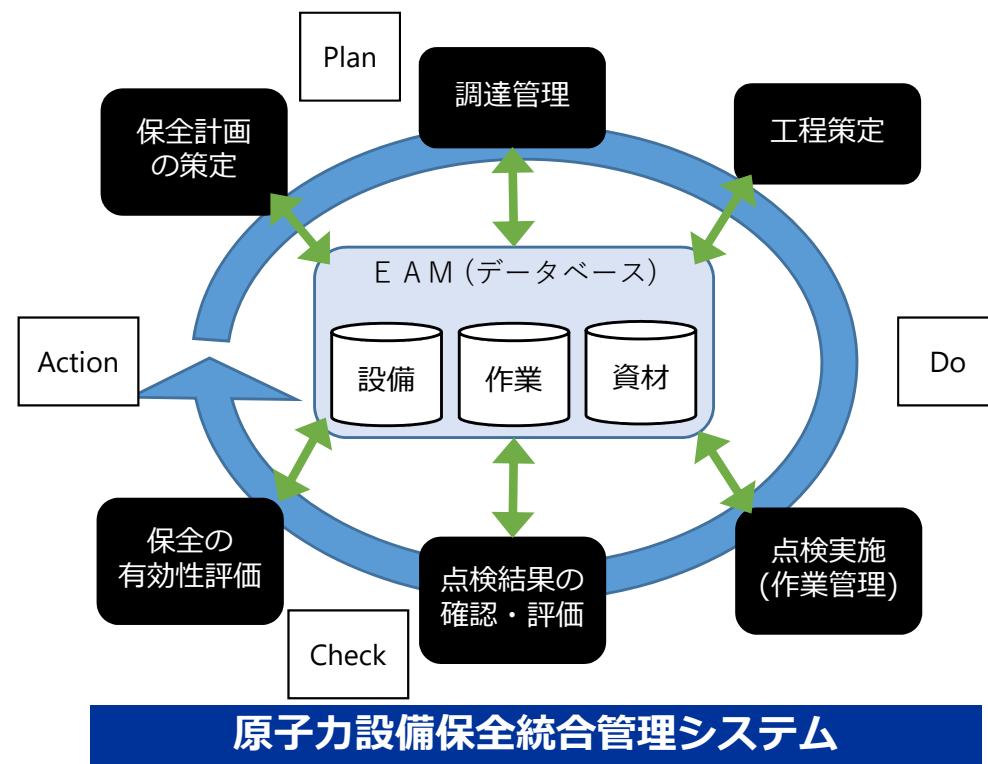 Plan
調達管理
保全計画
の策定
工程策定
ＥＡＭ(データベース)
Action
設備
作業
資材
Do
保全の
有効性評価
点検結果の
確認・評価
点検実施
(作業管理)
Check
原子力設備保全統合管理システム